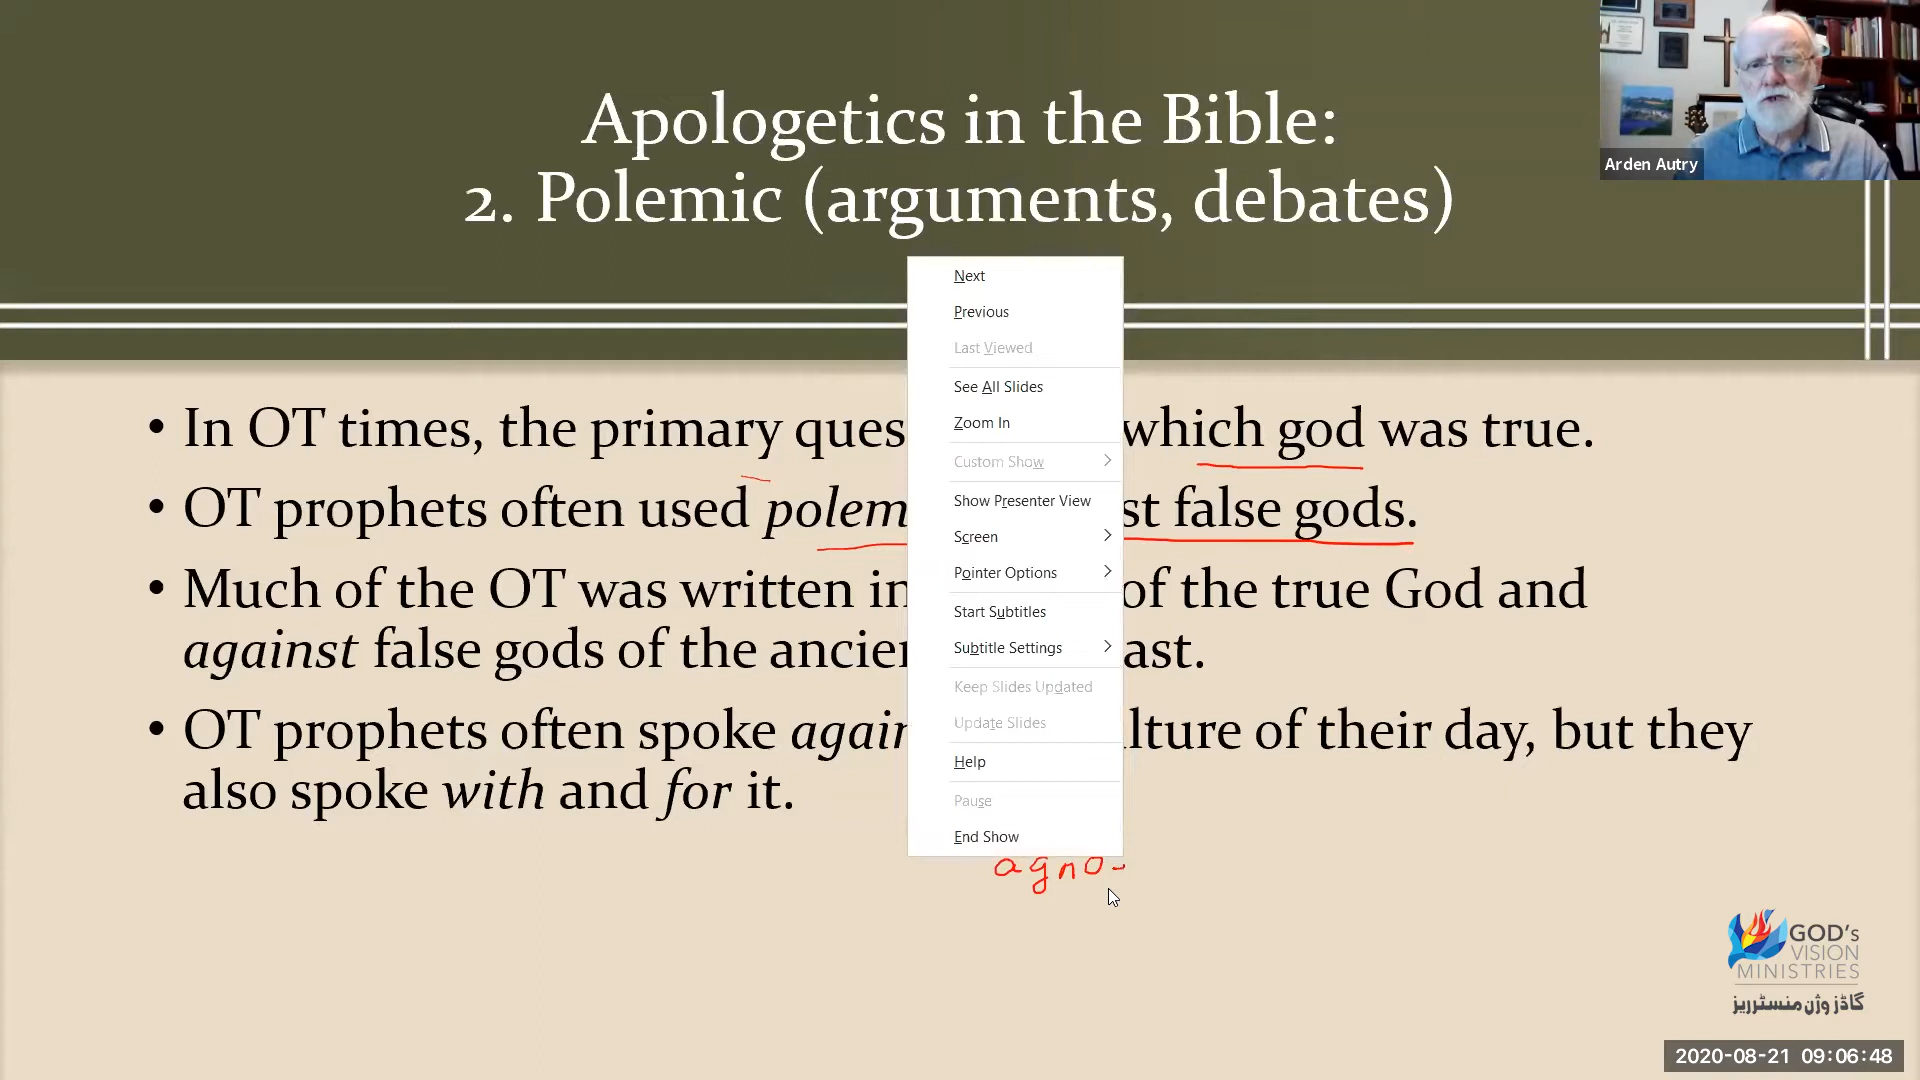 Apologetics in the Bible:
2. Polemic (arguments, debates)
Arden Autry
Next
Previous
Last Viewed
See All Slides
Zoom In
Custom Show
Show Presenter View
Screen
Pointer Options
Start Subtitles
Subtitle Settings
Keep Slides Updated
Update Slides
Help
Pause
End Show
• In OT times, the primary ques which god was true.
• OT prophets often used polem st false gods.
• Much of the OT was written in of the true God and
against false gods of the ancien ast.
• OT prophets often spoke again lture of their day, but they
also spoke with and for it.
agno-
GOD's
VISION
MINISTRIES
گاڈز وژن منسٹریز
2020-08-21 09:06:48